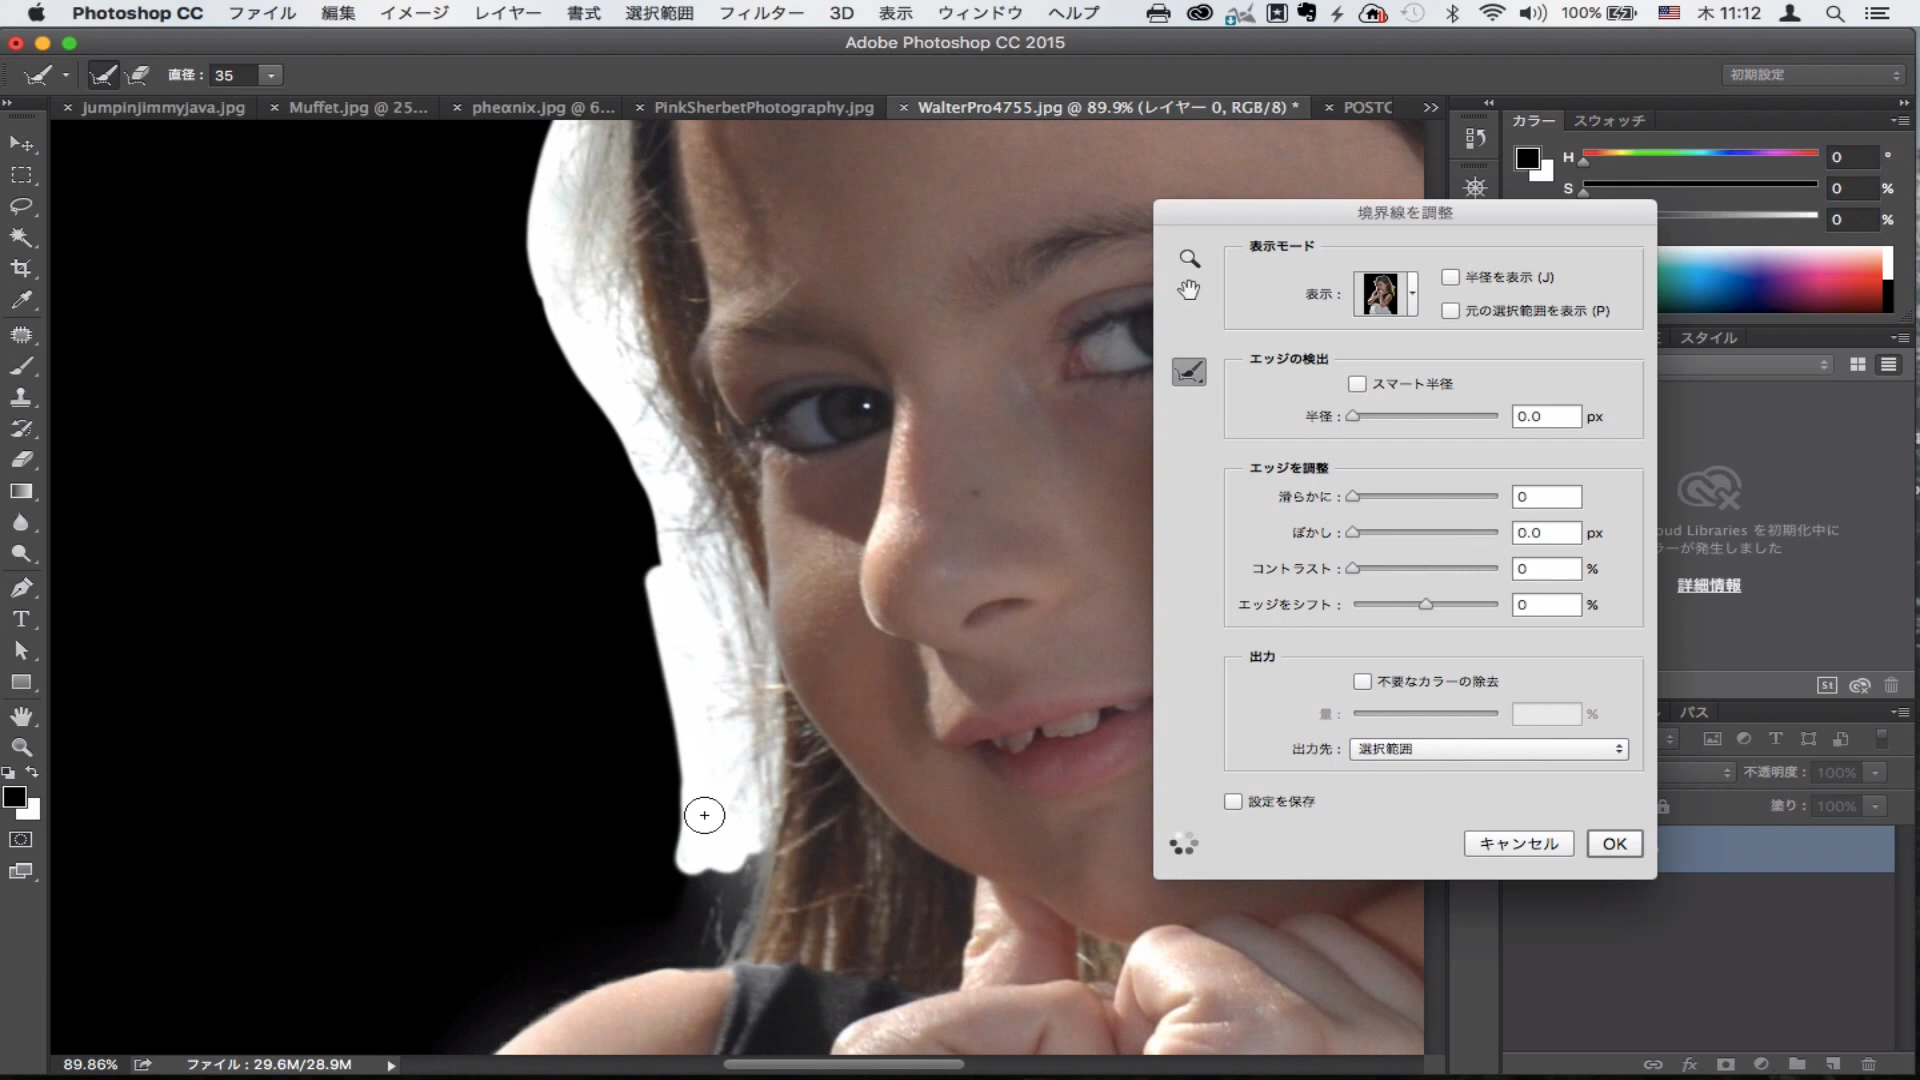 Photoshop CC ファイル 編集 イメージ レイヤー 書式 選択範囲 フィルター 3D 表示 ウィンドウ ヘルプ 100% 木 11:12
Adobe Photoshop CC 2015
直径： 35 初期設定
× jumpinjimmyjava.jpg × Muffet.jpg @ 25... × pheαnix.jpg @ 6... × PinkSherbetPhotography.jpg × WalterPro4755.jpg @ 89.9% (レイヤー 0, RGB/8) * × POSTC >>
カラー スウォッチ
H 0 °
S 0 %
0 %
境界線を調整
表示モード
表示：
半径を表示 (J)
元の選択範囲を表示 (P)
スタイル
エッジの検出
スマート半径
半径： 0.0 px
エッジを調整
滑らかに： 0
ぼかし： 0.0 px
コントラスト： 0 %
エッジをシフト： 0 %
oud Libraries を初期化中に
ラーが発生しました
詳細情報
出力
不要なカラーの除去
量： %
出力先： 選択範囲
設定を保存
キャンセル OK
St
パス
不透明度： 100%
塗り： 100%
T
fx
89.86% ファイル：29.6M/28.9M